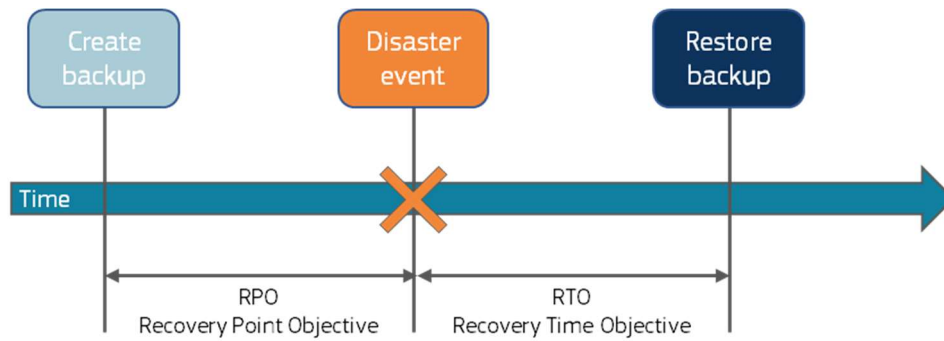 Create
backup
Disaster
event
Restore
backup
Time
RPO
Recovery Point Objective
RTO
Recovery Time Objective